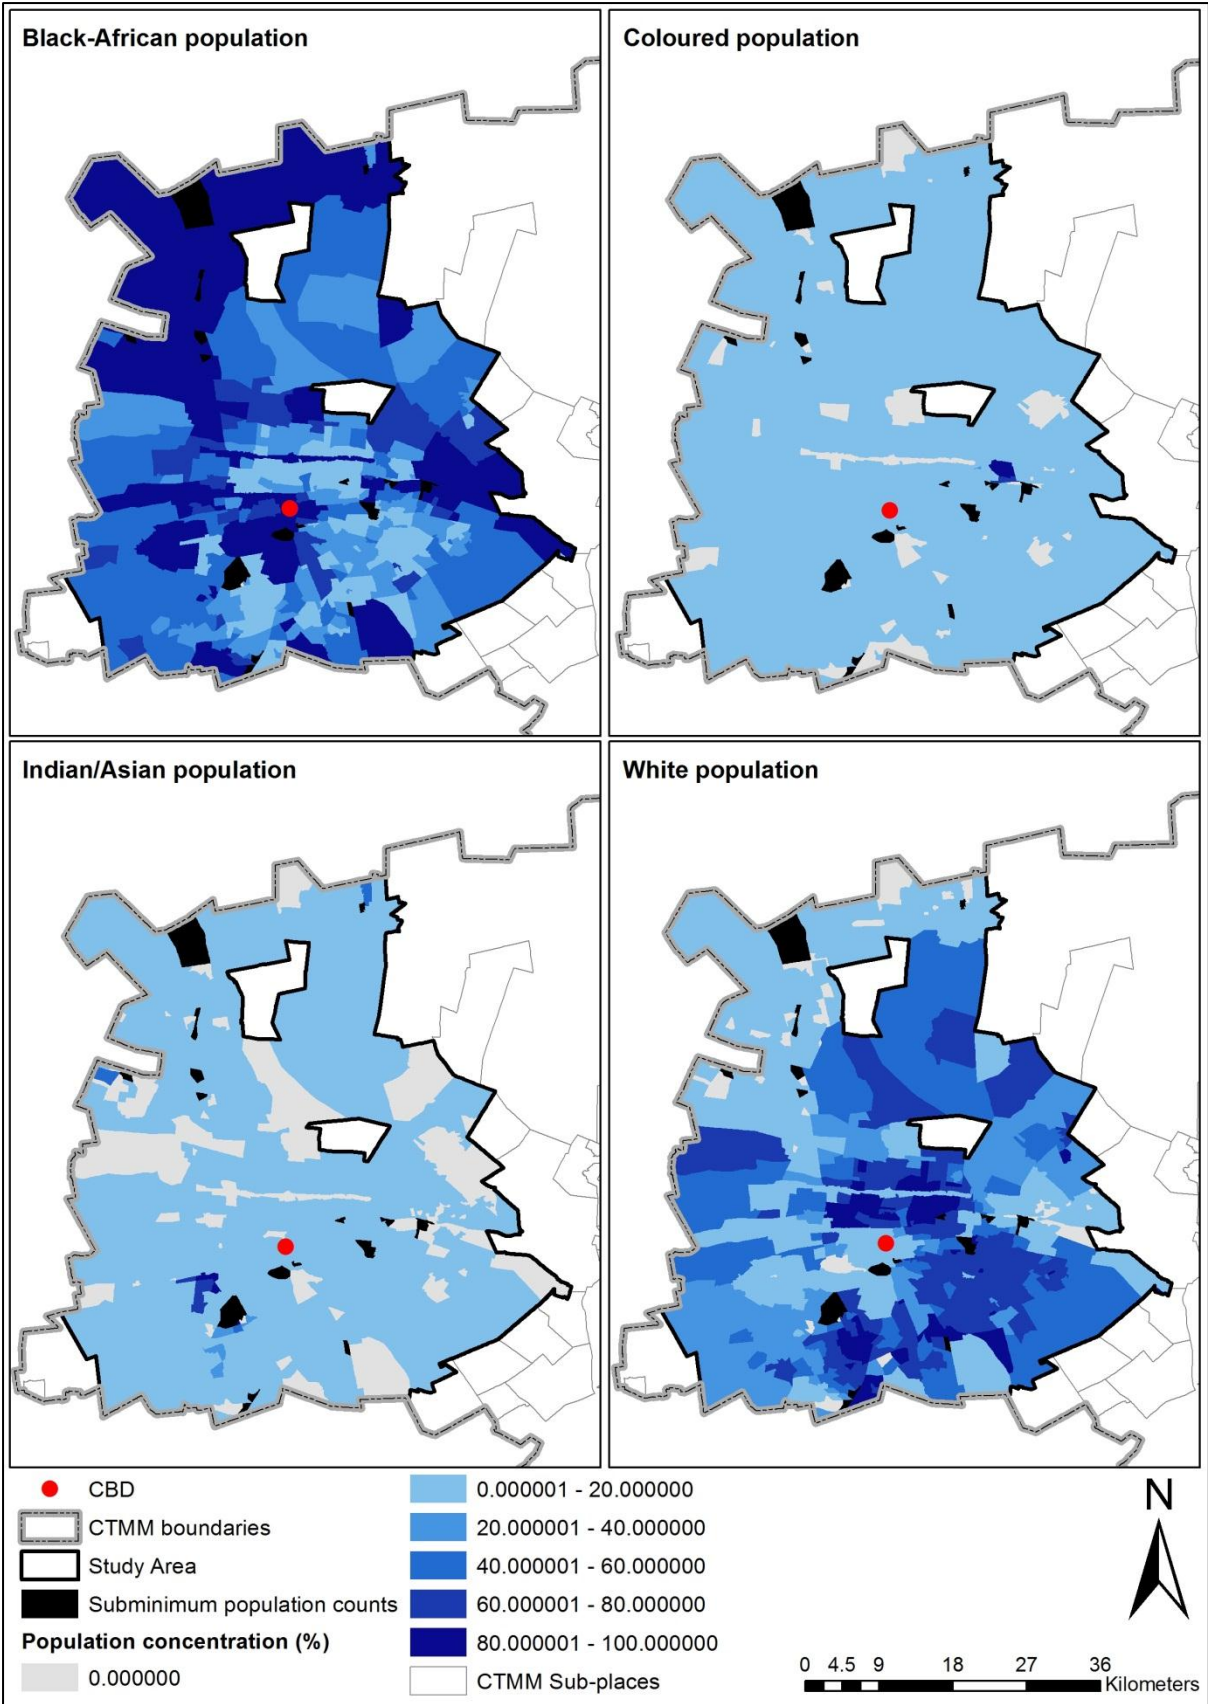 Black-African population
Coloured population
Indian/Asian population
White population
CBD
CTMM boundaries
Study Area
Subminimum population counts
Population concentration (%)
0.000000
0.000001 - 20.000000
20.000001 - 40.000000
40.000001 - 60.000000
60.000001 - 80.000000
80.000001 - 100.000000
CTMM Sub-places
N
0 4.5 9 18 27 36
Kilometers